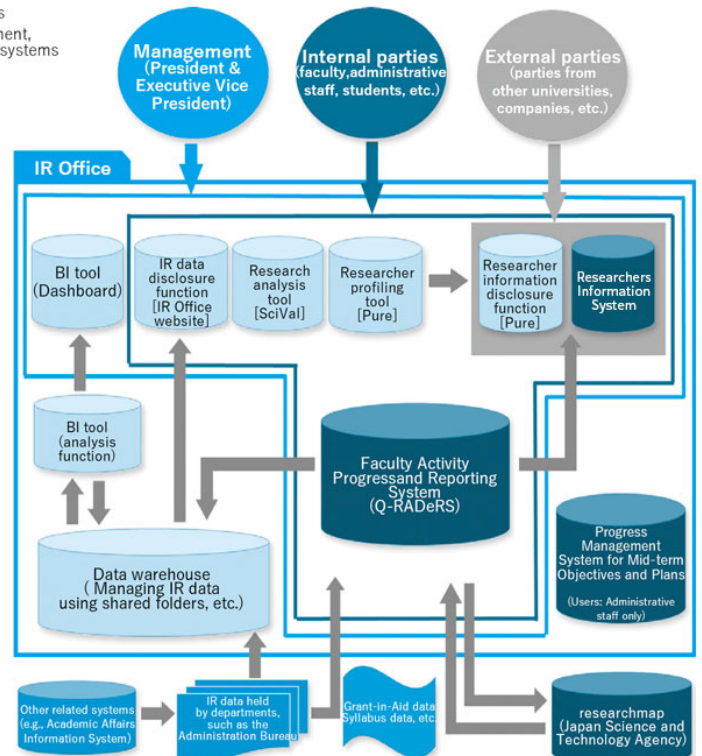 s
ment,
systems
Management
(President &
Executive Vice
President)
Internal parties
(faculty,administrative
staff, students, etc.)
External parties
(parties from
other universities,
companies, etc.)
IR Office
BI tool
(Dashboard)
IR data
disclosure
function
[IR Office
website]
Research
analysis
tool
[SciVal]
Researcher
profiling
tool
[Pure]
Researcher
information
disclosure
function
[Pure]
Researchers
Information
System
BI tool
(analysis
function)
Faculty Activity
Progressand Reporting
System
(Q-RADeRS)
Data warehouse
( Managing IR data
using shared folders, etc.)
Progress
Management
System for Mid-term
Objectives and Plans
(Users: Administrative
staff only)
Other related systems
(e.g., Academic Affairs
Information System)
IR data held
by departments,
such as the
Administration Bureau
Grant-in-Aid data
Syllabus data, etc.
researchmap
(Japan Science and
Technology Agency)